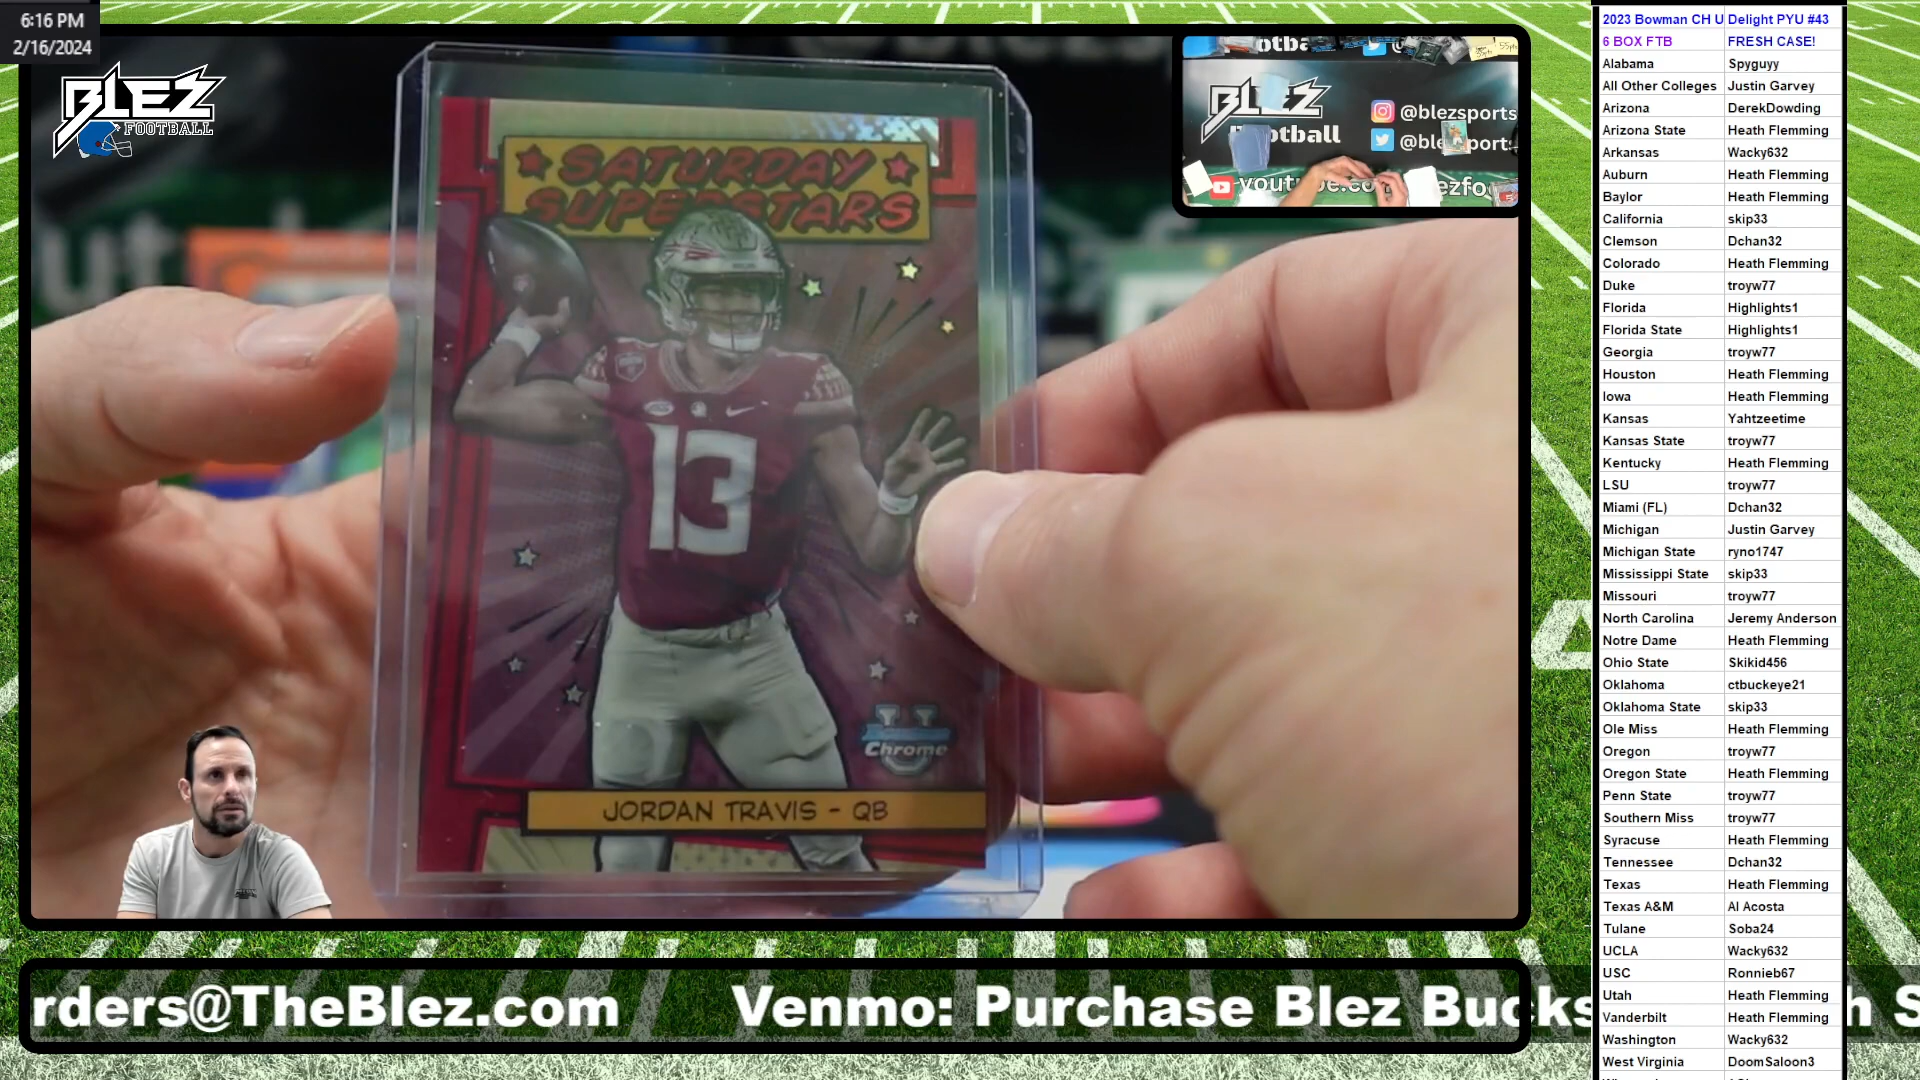 6:16 PM
2/16/2024
BLEZ
FOOTBALL
SATURDAY
SUPERSTARS
13
Chrome
JORDAN TRAVIS - QB
BLEZ
@blezsports
youtube.co
2023 Bowman CH U Delight PYU #43
6 BOX FTB FRESH CASE!
Alabama Spyguyy
All Other Colleges Justin Garvey
Arizona DerekDowding
Arizona State Heath Flemming
Arkansas Wacky632
Auburn Heath Flemming
Baylor Heath Flemming
California skip33
Clemson Dchan32
Colorado Heath Flemming
Duke troyw77
Florida Highlights1
Florida State Highlights1
Georgia troyw77
Houston Heath Flemming
Iowa Heath Flemming
Kansas Yahtzeetime
Kansas State troyw77
Kentucky Heath Flemming
LSU troyw77
Miami (FL) Dchan32
Michigan Justin Garvey
Michigan State ryno1747
Mississippi State skip33
Missouri troyw77
North Carolina Jeremy Anderson
Notre Dame Heath Flemming
Ohio State Skikid456
Oklahoma ctbuckeye21
Oklahoma State skip33
Ole Miss Heath Flemming
Oregon troyw77
Oregon State Heath Flemming
Penn State troyw77
Southern Miss troyw77
Syracuse Heath Flemming
Tennessee Dchan32
Texas Heath Flemming
Texas A&M Al Acosta
Tulane Soba24
UCLA Wacky632
USC Ronnieb67
Utah Heath Flemming
Vanderbilt Heath Flemming
Washington Wacky632
West Virginia DoomSaloon3
rders@TheBlez.com Venmo: Purchase Blez Bucks h S